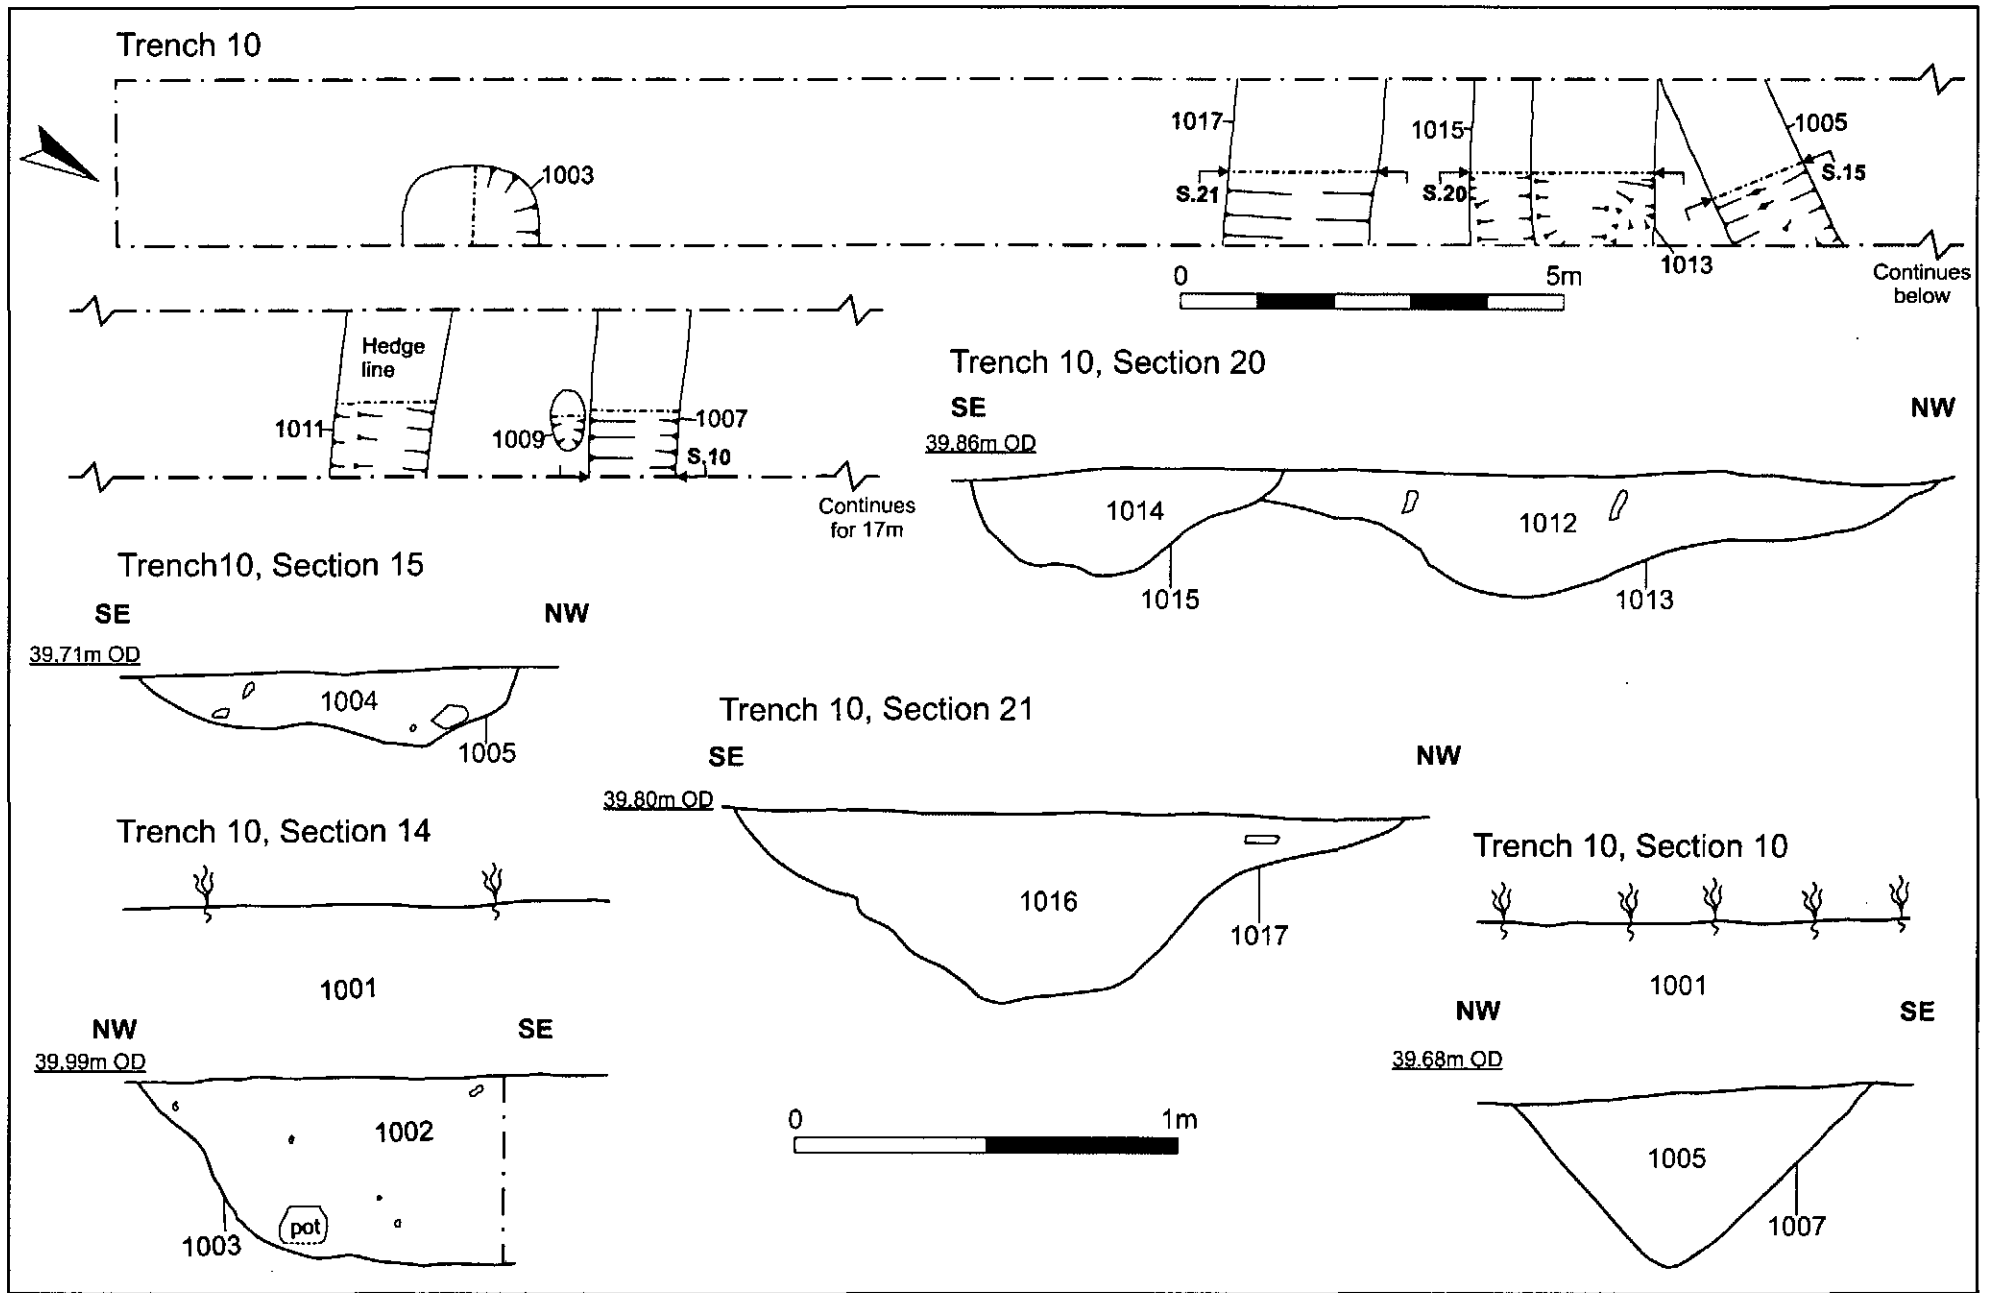 Trench 10
1003
1017
1015
1005
S.21
S.20
S.15
1013
0 5m
Continues
below
Hedge
line
1011
1009
1007
S.10
Continues
for 17m
Trench 10, Section 20
SE NW
39.86m OD
1014
1012
1015
1013
Trench10, Section 15
SE NW
39.71m OD
1004
1005
Trench 10, Section 21
SE NW
39.80m OD
1016
1017
Trench 10, Section 14
1001
NW SE
39.99m OD
1002
pot
1003
0 1m
Trench 10, Section 10
1001
NW SE
39.68m OD
1005
1007